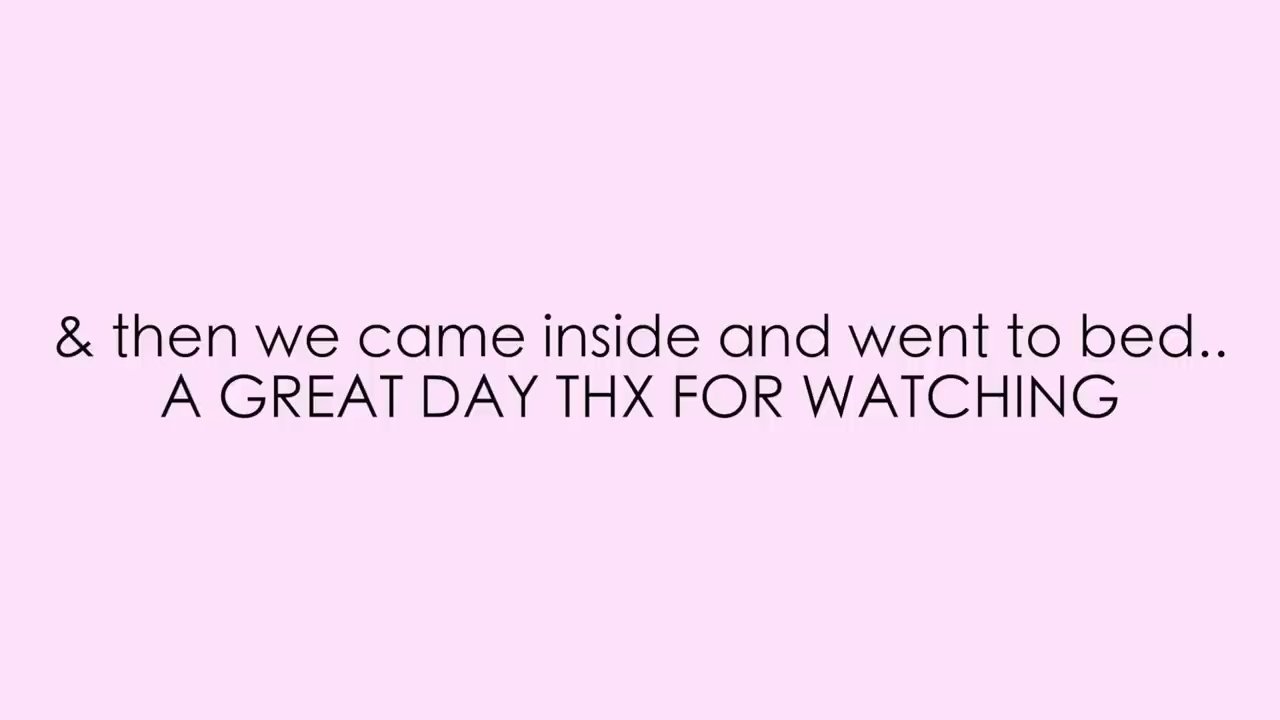 & then we came inside and went to bed..
A GREAT DAY THX FOR WATCHING